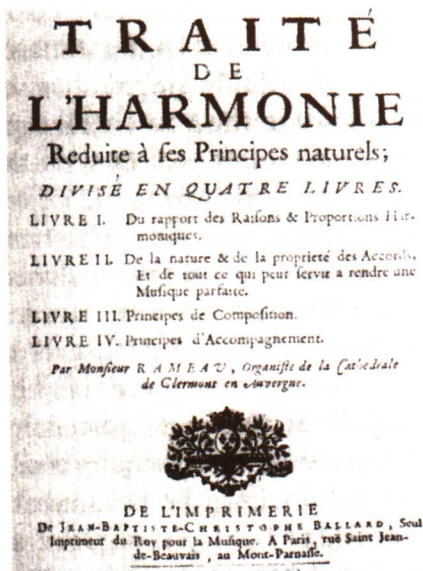 TRAITÉ
DE
L'HARMONIE
Reduite à ses Principes naturels;
DIVISÉ EN QUATRE LIVRES.
LIVRE I. Du rapport des Raisons & Proportions Har-
moniques.
LIVRE II. De la nature & de la proprieté des Accords,
Et de tout ce qui peut servir a rendre une
Musique parfaite.
LIVRE III. Principes de Composition.
LIVRE IV. Principes d'Accompagnement.
Par Monsieur RAMEAU, Organiste de la Cathedrale
de Clermont en Auvergne.
DE L'IMPRIMERIE
De JEAN-BAPTISTE-CHRISTOPHE BALLARD, Seul
Imprimeur du Roy pour la Musique. A Paris, ruë Saint Jean-
de-Beauvais, au Mont-Parnasse.